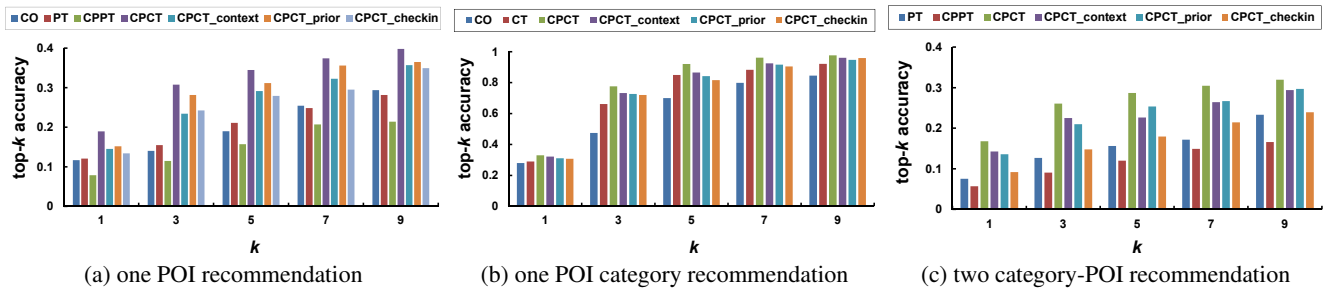 CO PT CPPT CPCT CPCT_context CPCT_prior CPCT_checkin
top-k accuracy
0.4
0.3
0.2
0.1
0
1 3 5 7 9
k
(a) one POI recommendation
CO CT CPCT CPCT_context CPCT_prior CPCT_checkin
top-k accuracy
1
0.8
0.6
0.4
0.2
0
1 3 5 7 9
k
(b) one POI category recommendation
PT CPPT CPCT CPCT_context CPCT_prior CPCT_checkin
top-k accuracy
0.4
0.3
0.2
0.1
0
1 3 5 7 9
k
(c) two category-POI recommendation